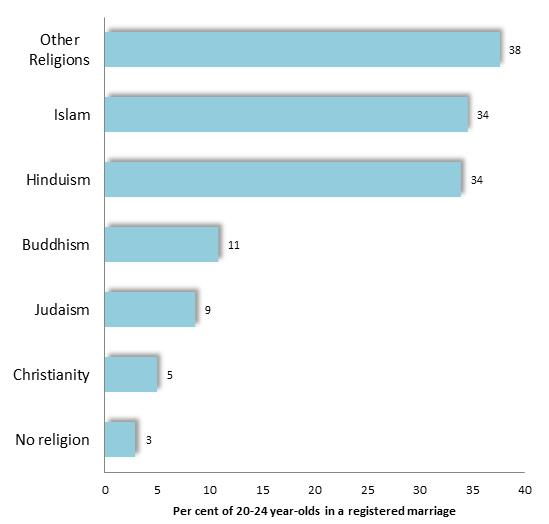 Other
Religions
38
Islam
34
Hinduism
34
Buddhism
11
Judaism
9
Christianity
5
No religion
3
0 5 10 15 20 25 30 35 40
Per cent of 20-24 year-olds in a registered marriage